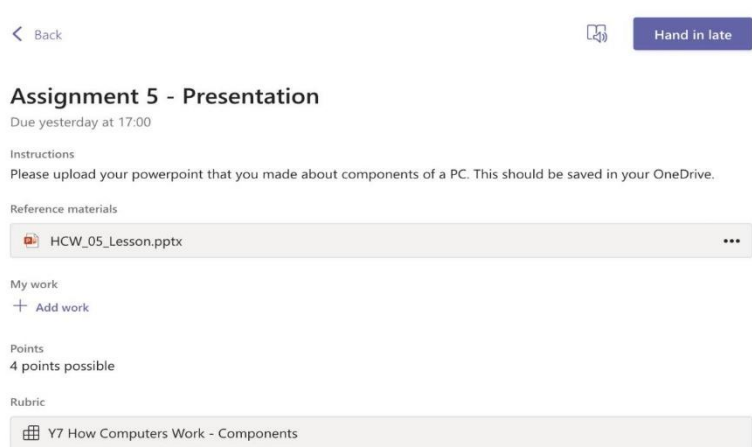 Back
Hand in late
Assignment 5 - Presentation
Due yesterday at 17:00
Instructions
Please upload your powerpoint that you made about components of a PC. This should be saved in your OneDrive.
Reference materials
HCW_05_Lesson.pptx
My work
+ Add work
Points
4 points possible
Rubric
Y7 How Computers Work - Components